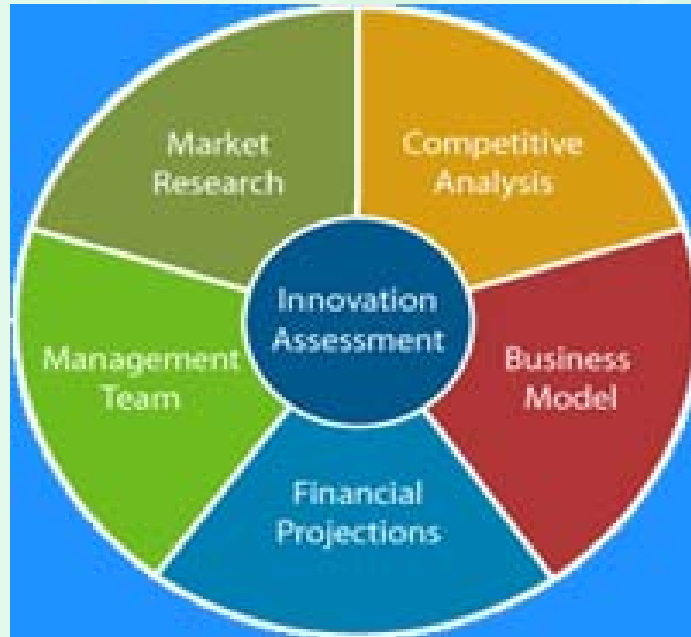 Market
Research
Competitive
Analysis
Innovation
Assessment
Management
Team
Business
Model
Financial
Projections